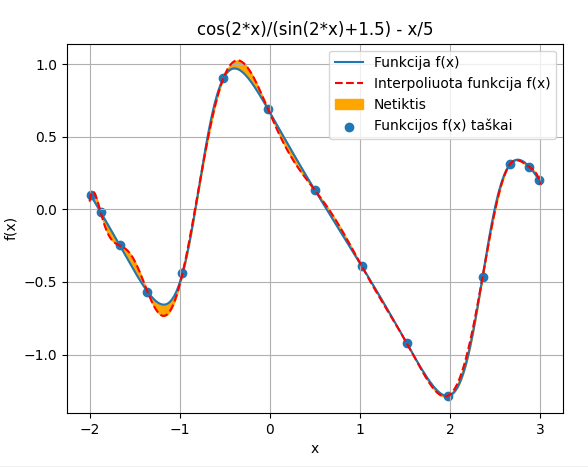 cos(2*x)/(sin(2*x)+1.5) - x/5
Funkcija f(x)
Interpoliuota funkcija f(x)
Netiktis
Funkcijos f(x) taškai
1.0
0.5
0.0
−0.5
−1.0
f(x)
−2
−1
0
1
2
3
x